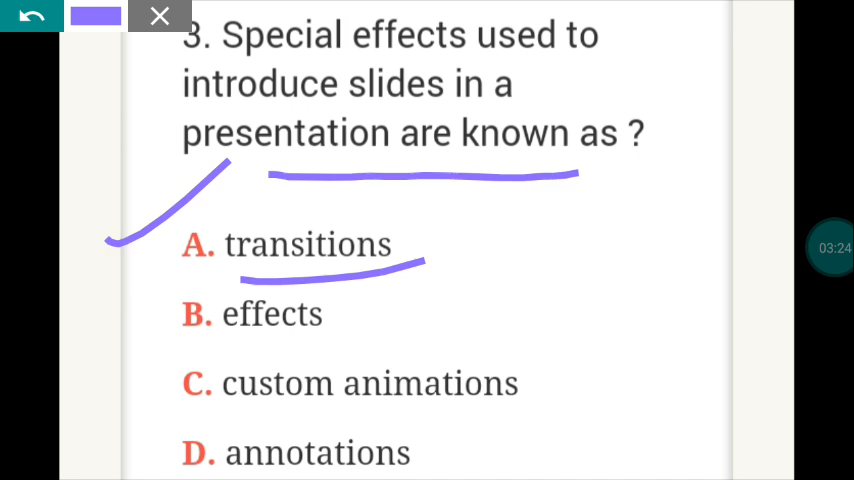 3. Special effects used to
introduce slides in a
presentation are known as ?
A. transitions
B. effects
C. custom animations
D. annotations
03:24